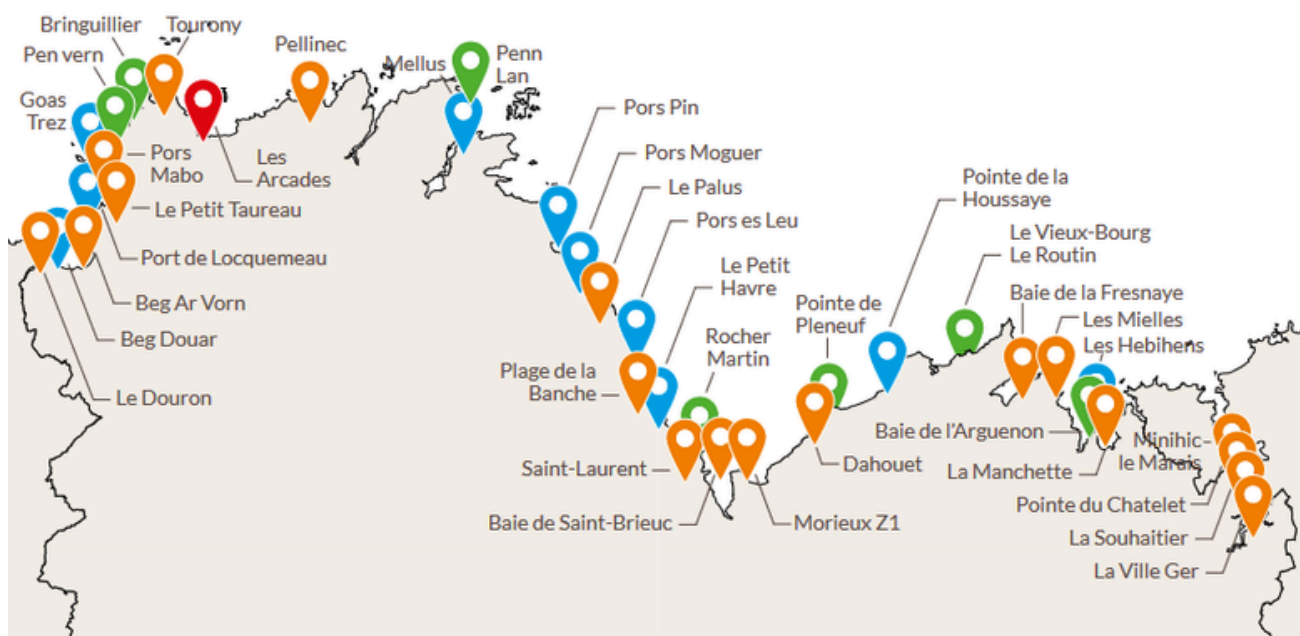 Bringuillier
Tourony
Pen vern
Pellinec
Mellus
Penn
Lan
Goas
Trez
Pors
Mabo
Les
Arcades
Le Petit Taureau
Port de Locquemeau
Beg Ar Vorn
Beg Douar
Le Douron
Pors Pin
Pors Moguer
Le Palus
Pors es Leu
Le Petit
Havre
Rocher
Martin
Plage de la
Banche
Saint-Laurent
Baie de Saint-Brieuc
Morieux Z1
Dahouet
Pointe de
Pleneuf
Pointe de la
Houssaye
Le Vieux-Bourg
Le Routin
Baie de la Fresnaye
Les Mielles
Les Hebihens
Baie de l'Arguenon
La Manchette
Minihic-
le Marais
Pointe du Chatelet
La Souhaitier
La Ville Ger